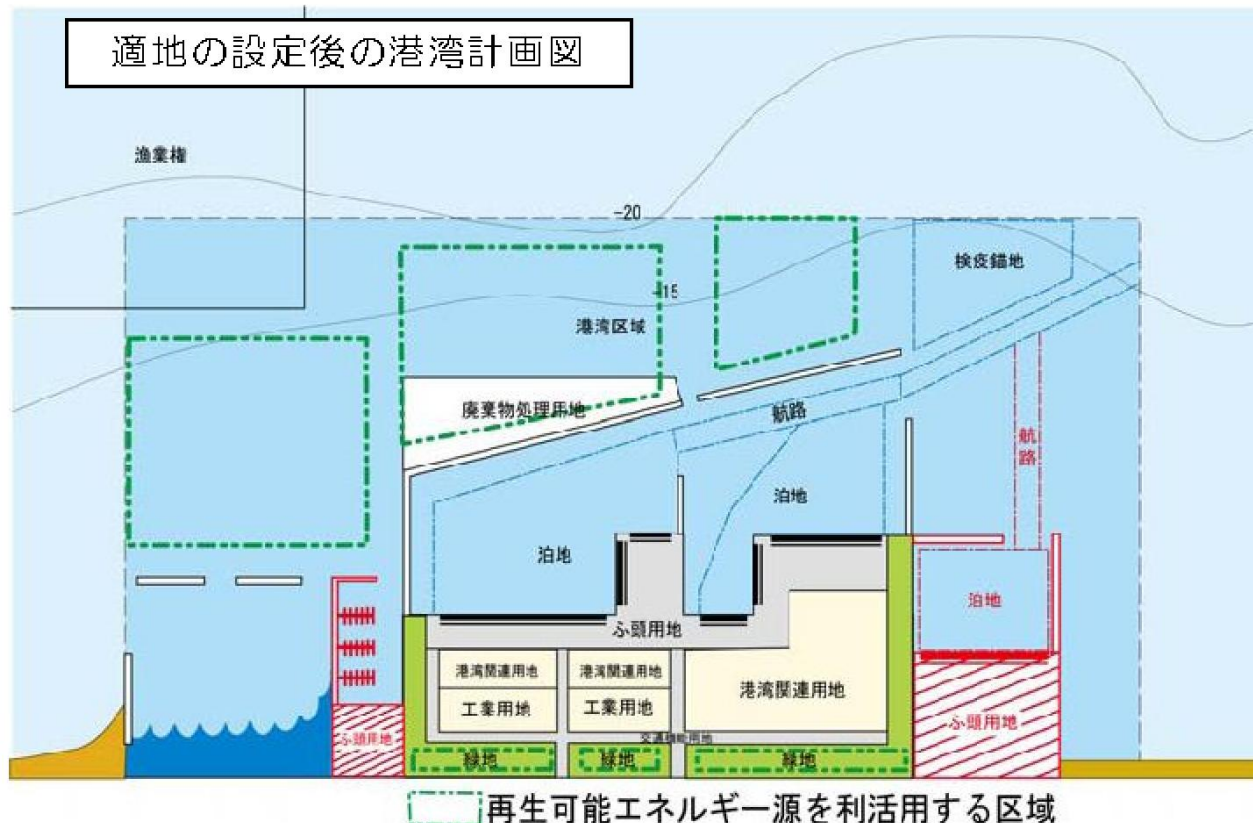 適地の設定後の港湾計画図
漁業権
-20
検疫錨地
-15
港湾区域
廃棄物処理用地
航路
航路
泊地
泊地
泊地
ふ頭用地
港湾関連用地
港湾関連用地
港湾関連用地
工業用地
工業用地
ふ頭用地
ふ頭用地
交通機能用地
緑地
緑地
緑地
再生可能エネルギー源を利活用する区域